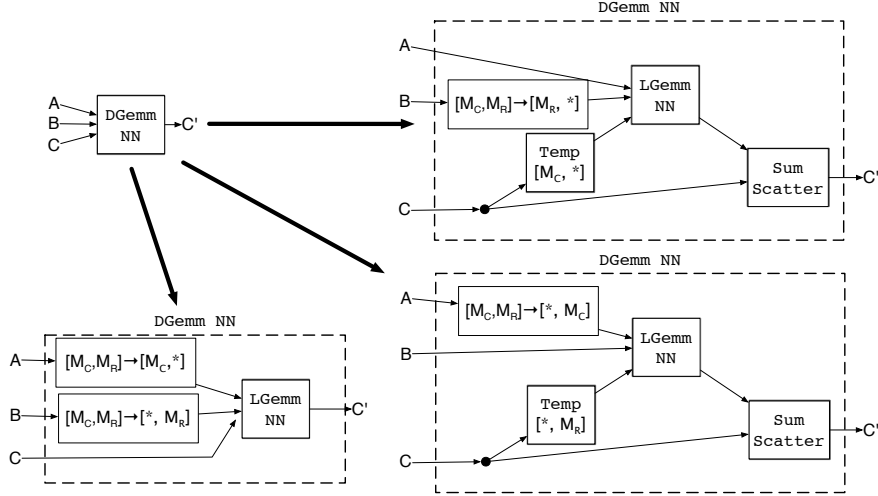 DGemm NN
A
B
C
DGemm
NN
C'
A
B
[M_C,M_R]→[M_R, *]
LGemm
NN
Temp
[M_C, *]
C
Sum
Scatter
C'
DGemm NN
A
[M_C,M_R]→[*, M_C]
B
LGemm
NN
Temp
[*, M_R]
C
Sum
Scatter
C'
DGemm NN
A
[M_C,M_R]→[M_C,*]
B
[M_C,M_R]→[*, M_R]
C
LGemm
NN
C'